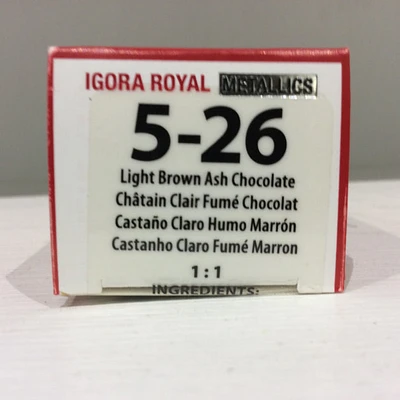 IGORA ROYAL METALLICS
5-26
Light Brown Ash Chocolate
Châtain Clair Fumé Chocolat
Castaño Claro Humo Marrón
Castanho Claro Fumé Marron
1:1
INGREDIENTS: